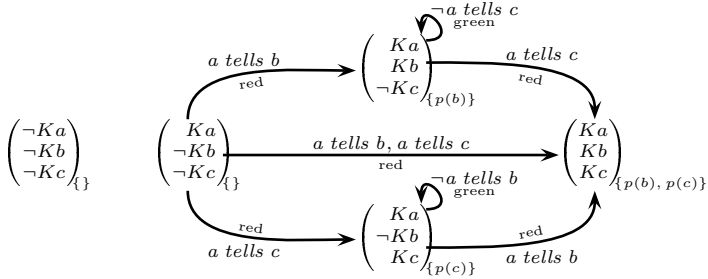 ¬a tells c
green
a tells b
red
Ka
Kb
¬Kc
{p(b)}
a tells c
red
¬Ka
¬Kb
¬Kc
{}
Ka
¬Kb
¬Kc
{}
a tells b, a tells c
red
Ka
Kb
Kc
{p(b), p(c)}
¬a tells b
green
red
a tells c
Ka
¬Kb
Kc
{p(c)}
red
a tells b